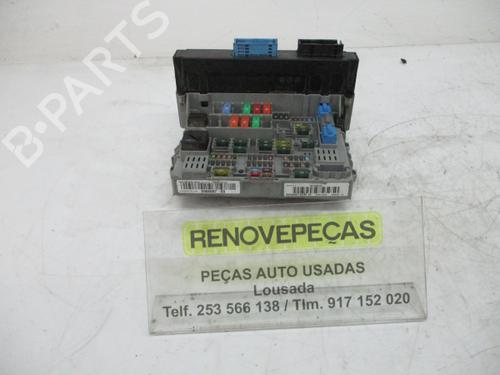 B-PARTS
RENOVEPEÇAS
PEÇAS AUTO USADAS
Lousada
Telf. 253 566 138 / Tlm. 917 152 020